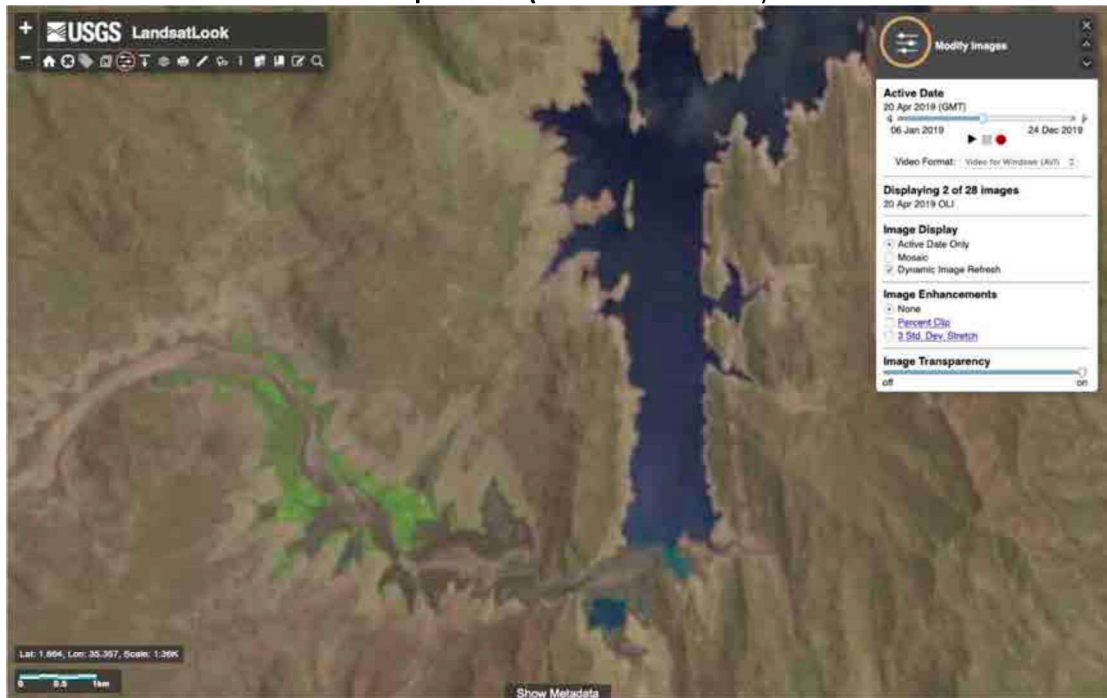 USGS LandsatLook
Modify Images
Active Date
20 Apr 2019 (GMT)
06 Jan 2019 24 Dec 2019
Video Format: Video for Windows (AVI)
Displaying 2 of 28 images
20 Apr 2019 OLI
Image Display
Active Date Only
Mosaic
Dynamic Image Refresh
Image Enhancements
None
Percent Clip
3 Std. Dev. Stretch
Image Transparency
off on
Lat: 1.664, Lon: 35.357, Scale: 1:36K
0 0.5 1km
Show Metadata